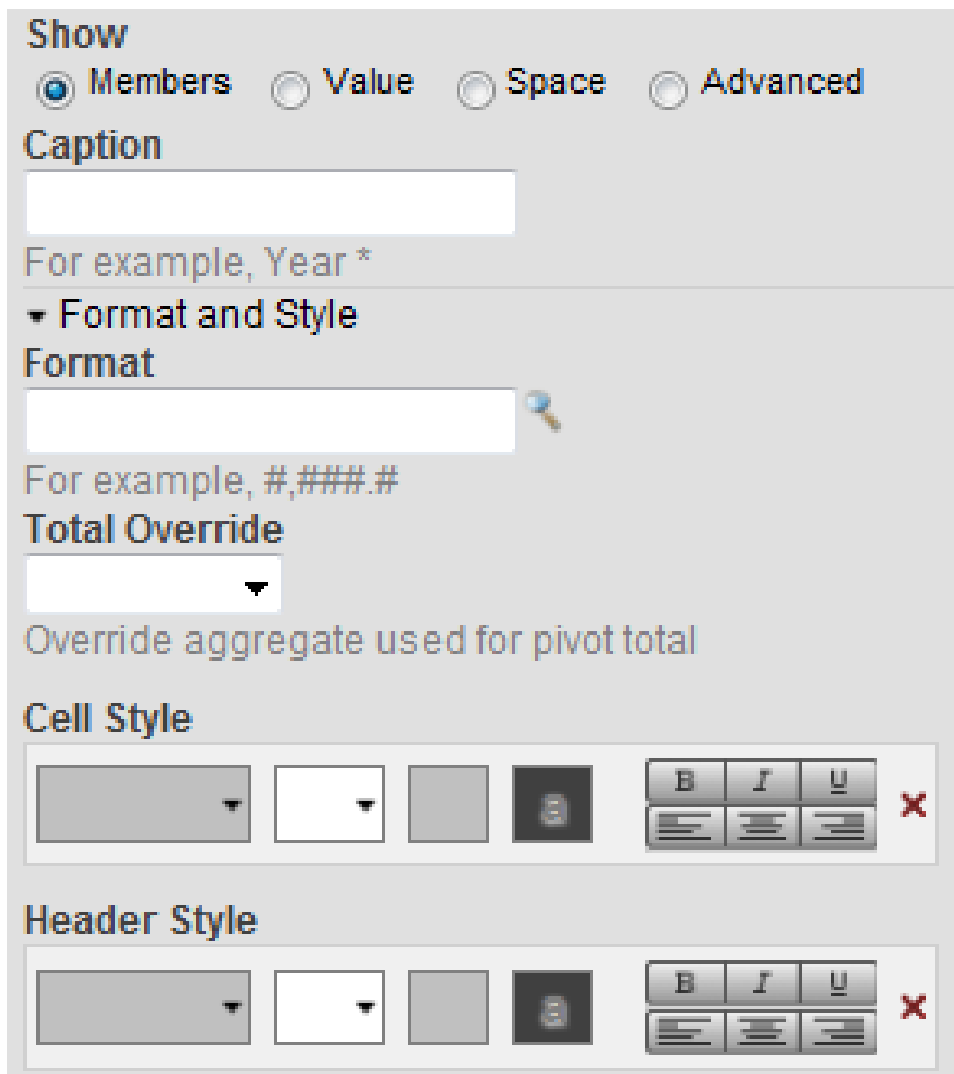 Show
Members Value Space Advanced
Caption
For example, Year *
Format and Style
Format
For example, #,###.#
Total Override
Override aggregate used for pivot total
Cell Style
a B I U
Header Style
a B I U